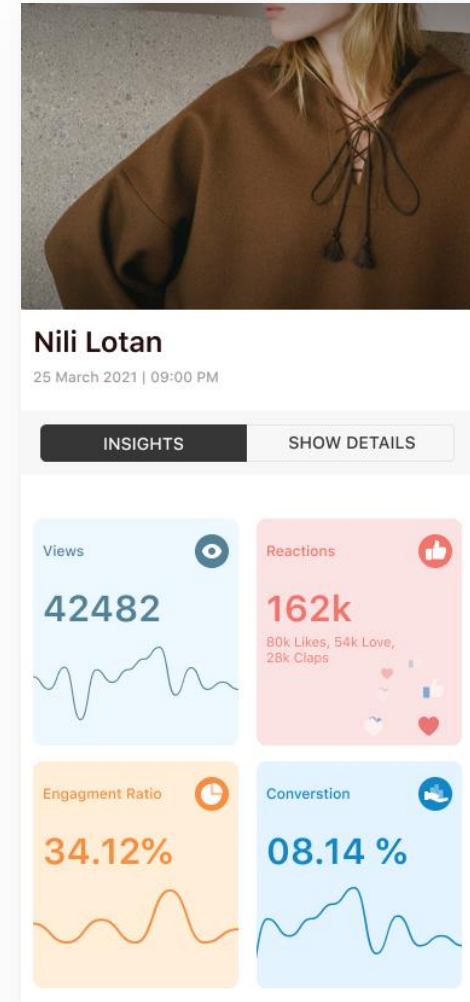 Nili Lotan
25 March 2021 | 09:00 PM
INSIGHTS
SHOW DETAILS
Views
42482
Reactions
162k
80k Likes, 54k Love,
28k Claps
Engagment Ratio
34.12%
Converstion
08.14 %